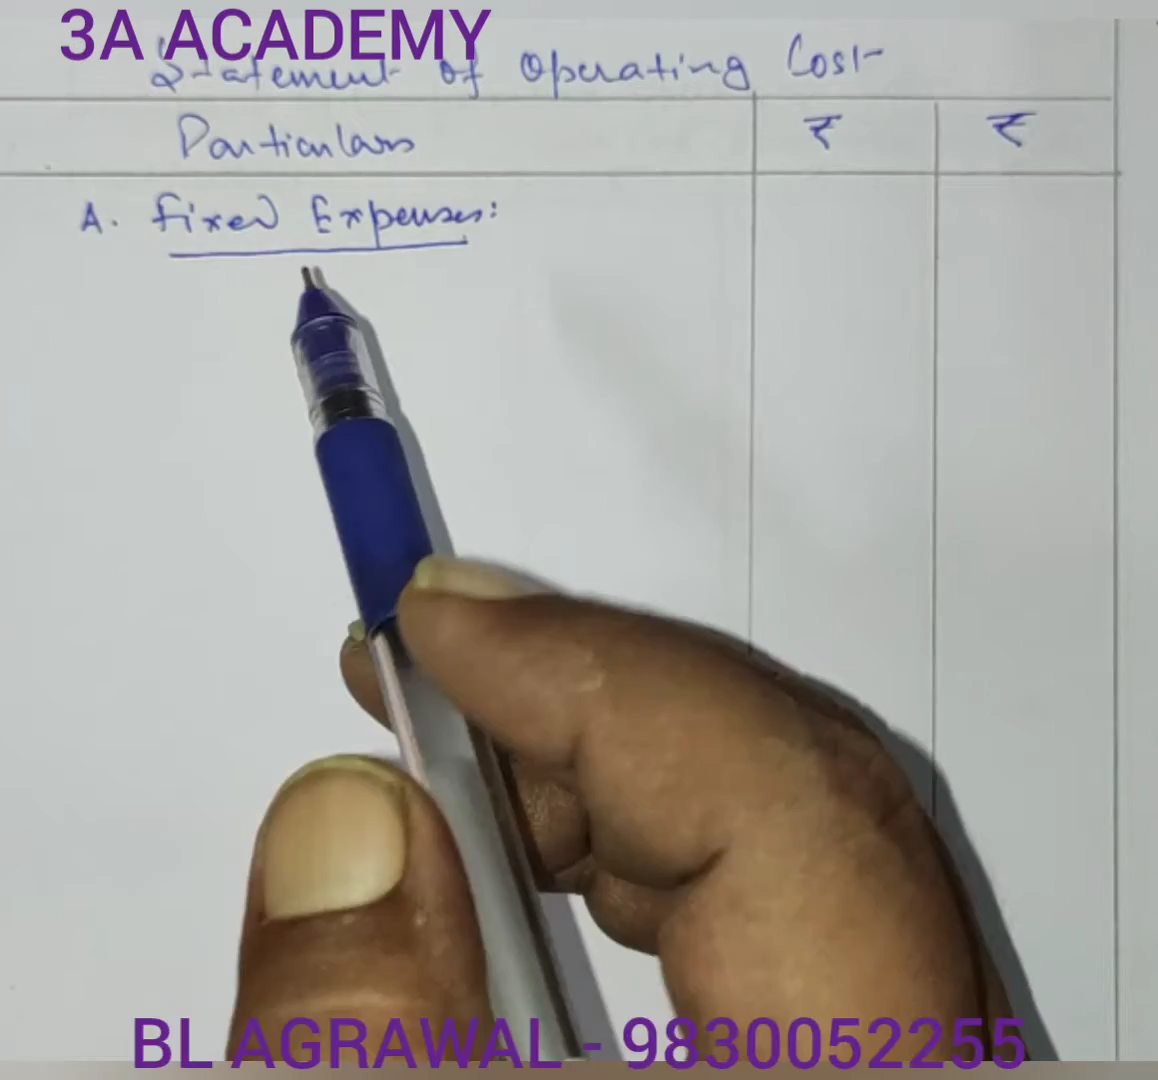 3A ACADEMY
Statement of Operating Cost
Particulars ₹ ₹
A. Fixed Expenses:
BL AGRAWAL - 9830052255